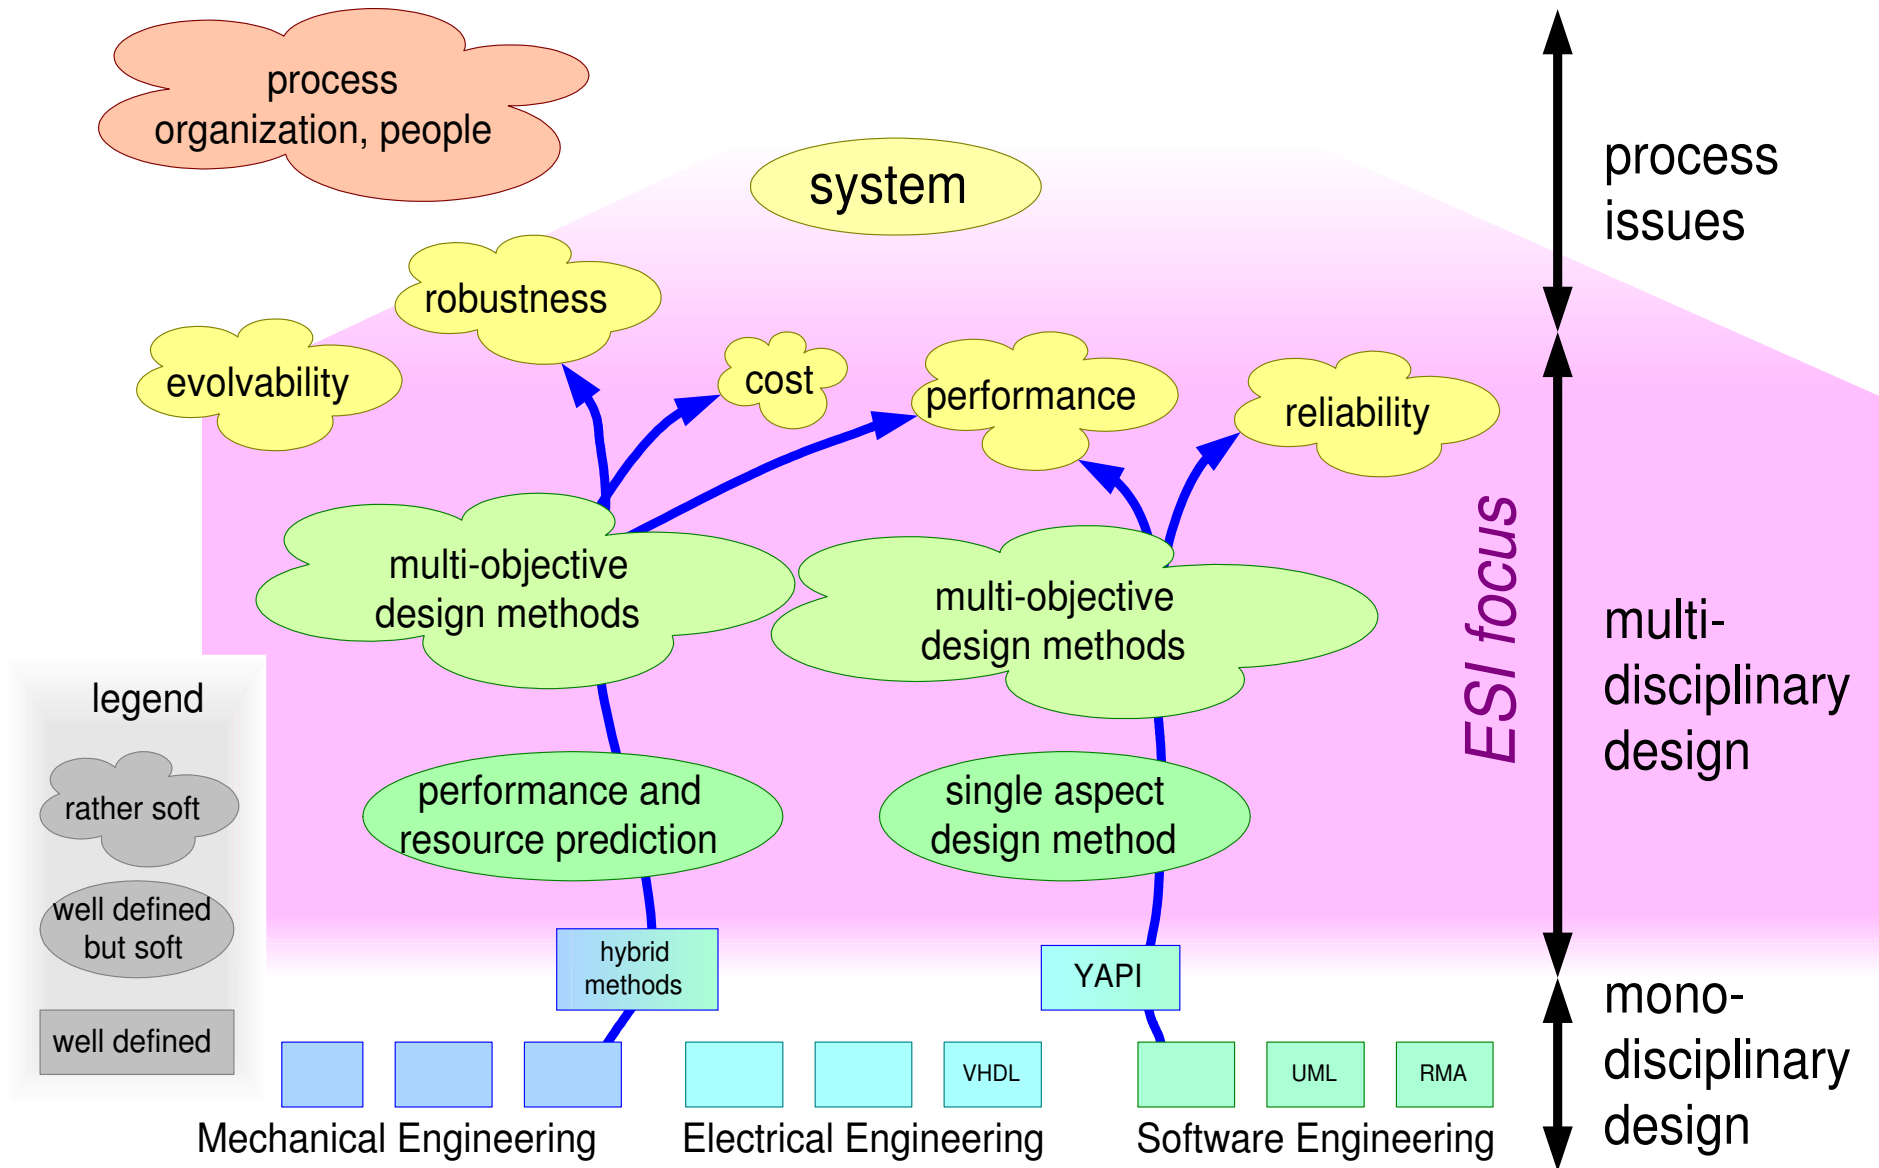 process
organization, people
system
process
issues
robustness
evolvability
cost
performance
reliability
multi-objective
design methods
multi-objective
design methods
ESI focus
multi-
disciplinary
design
legend
rather soft
well defined
but soft
well defined
performance and
resource prediction
single aspect
design method
hybrid
methods
YAPI
mono-
disciplinary
design
VHDL
UML
RMA
Mechanical Engineering
Electrical Engineering
Software Engineering